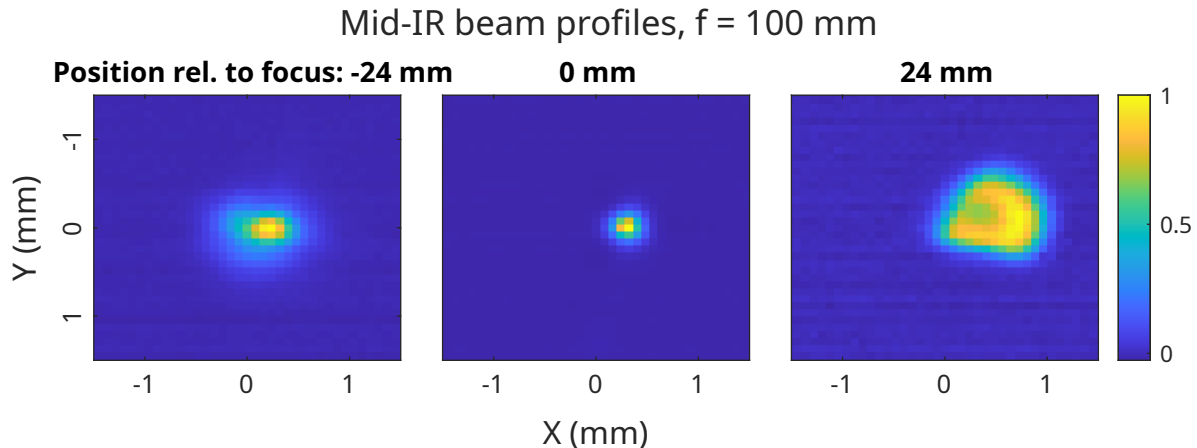 Mid-IR beam profiles, f = 100 mm
Position rel. to focus: -24 mm
0 mm
24 mm
Y (mm)
-1
0
1
-1 0 1
-1 0 1
-1 0 1
X (mm)
1
0.5
0